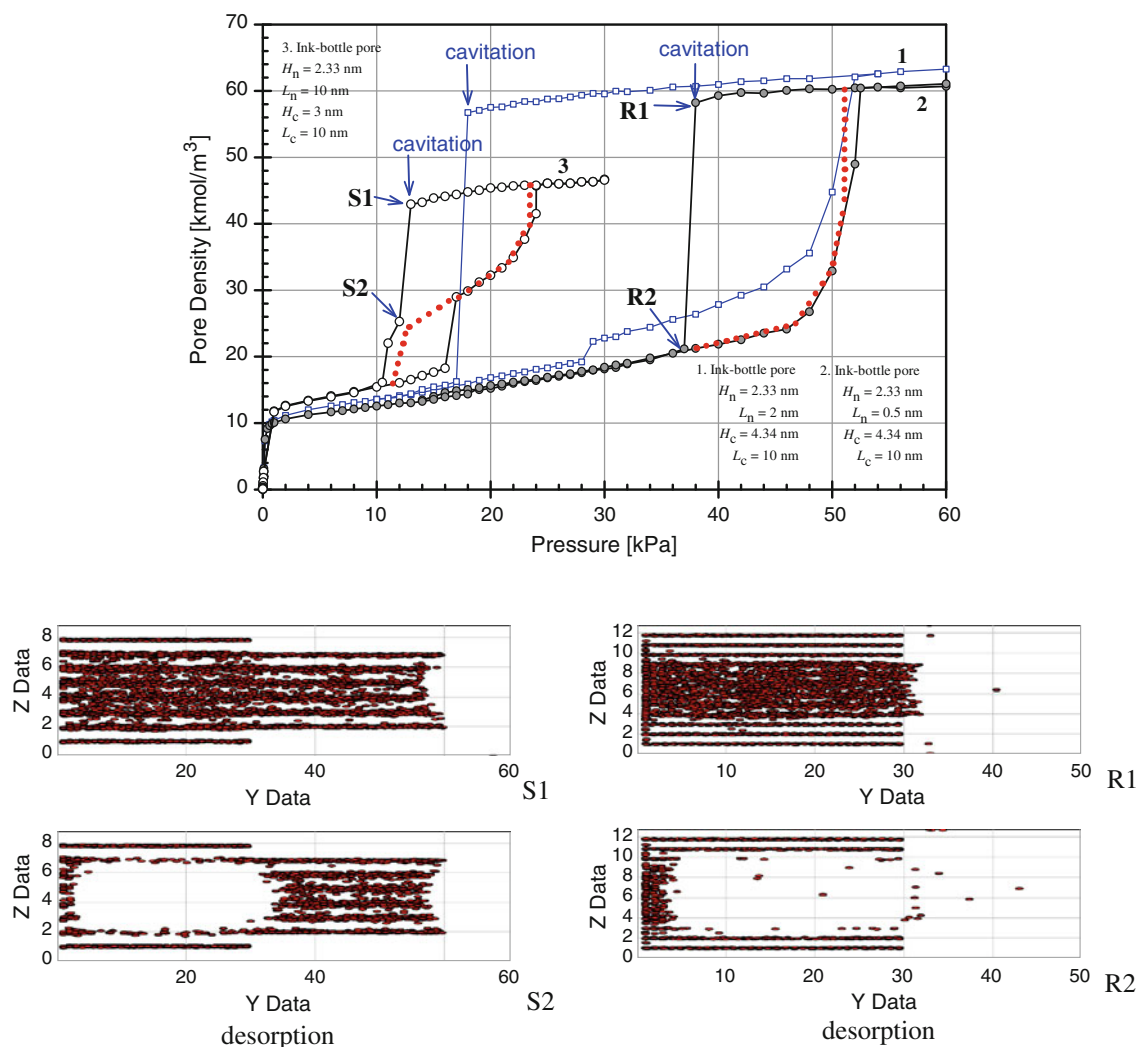 70
60
50
40
30
20
10
0
Pore Density [kmol/m³]
3. Ink-bottle pore
Hn = 2.33 nm
Ln = 10 nm
Hc = 3 nm
Lc = 10 nm
cavitation
cavitation
cavitation
1
2
3
R1
S1
S2
R2
1. Ink-bottle pore
Hn = 2.33 nm
Ln = 2 nm
Hc = 4.34 nm
Lc = 10 nm
2. Ink-bottle pore
Hn = 2.33 nm
Ln = 0.5 nm
Hc = 4.34 nm
Lc = 10 nm
0 10 20 30 40 50 60
Pressure [kPa]
8
6
4
2
0
Z Data
20 40 60
Y Data
S1
12
10
8
6
4
2
0
Z Data
10 20 30 40 50
Y Data
R1
8
6
4
2
0
Z Data
20 40 60
Y Data
S2
desorption
12
10
8
6
4
2
0
Z Data
10 20 30 40 50
Y Data
R2
desorption